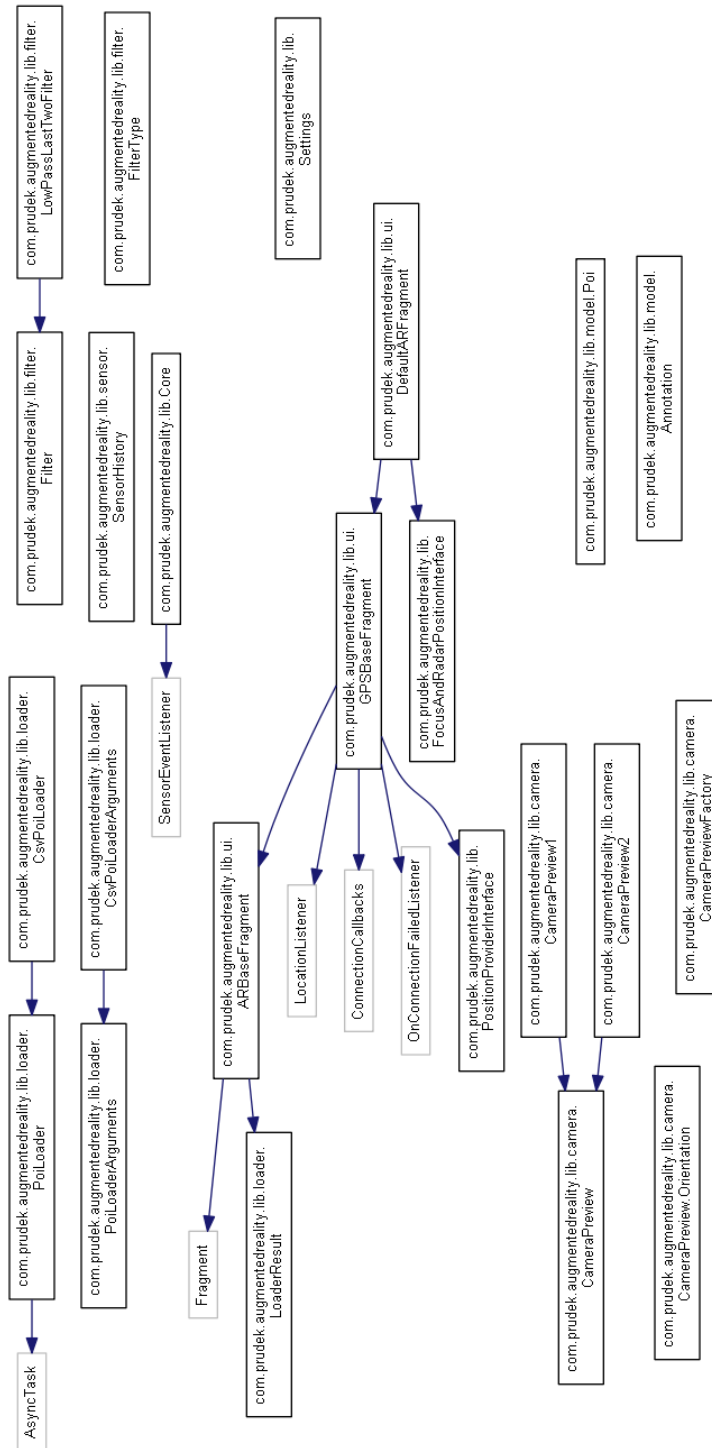 com.prudek.augmentedreality.lib.filter.
LowPassLastTwoFilter
com.prudek.augmentedreality.lib.filter.
FilterType
com.prudek.augmentedreality.lib.
Settings
com.prudek.augmentedreality.lib.ui.
DefaultARFragment
com.prudek.augmentedreality.lib.model.Poi
com.prudek.augmentedreality.lib.model.
Annotation
com.prudek.augmentedreality.lib.filter.
Filter
com.prudek.augmentedreality.lib.sensor.
SensorHistory
com.prudek.augmentedreality.lib.Core
com.prudek.augmentedreality.lib.ui.
GPSBaseFragment
com.prudek.augmentedreality.lib.
FocusAndRadarPositionInterface
com.prudek.augmentedreality.lib.loader.
CsvPoiLoader
com.prudek.augmentedreality.lib.loader.
CsvPoiLoaderArguments
SensorEventListener
com.prudek.augmentedreality.lib.ui.
ARBaseFragment
LocationListener
ConnectionCallbacks
OnConnectionFailedListener
com.prudek.augmentedreality.lib.
PositionProviderInterface
com.prudek.augmentedreality.lib.camera.
CameraPreview1
com.prudek.augmentedreality.lib.camera.
CameraPreview2
com.prudek.augmentedreality.lib.camera.
CameraPreviewFactory
com.prudek.augmentedreality.lib.loader.
PoiLoader
com.prudek.augmentedreality.lib.loader.
PoiLoaderArguments
Fragment
com.prudek.augmentedreality.lib.loader.
LoaderResult
com.prudek.augmentedreality.lib.camera.
CameraPreview
com.prudek.augmentedreality.lib.camera.
CameraPreview.Orientation
AsyncTask